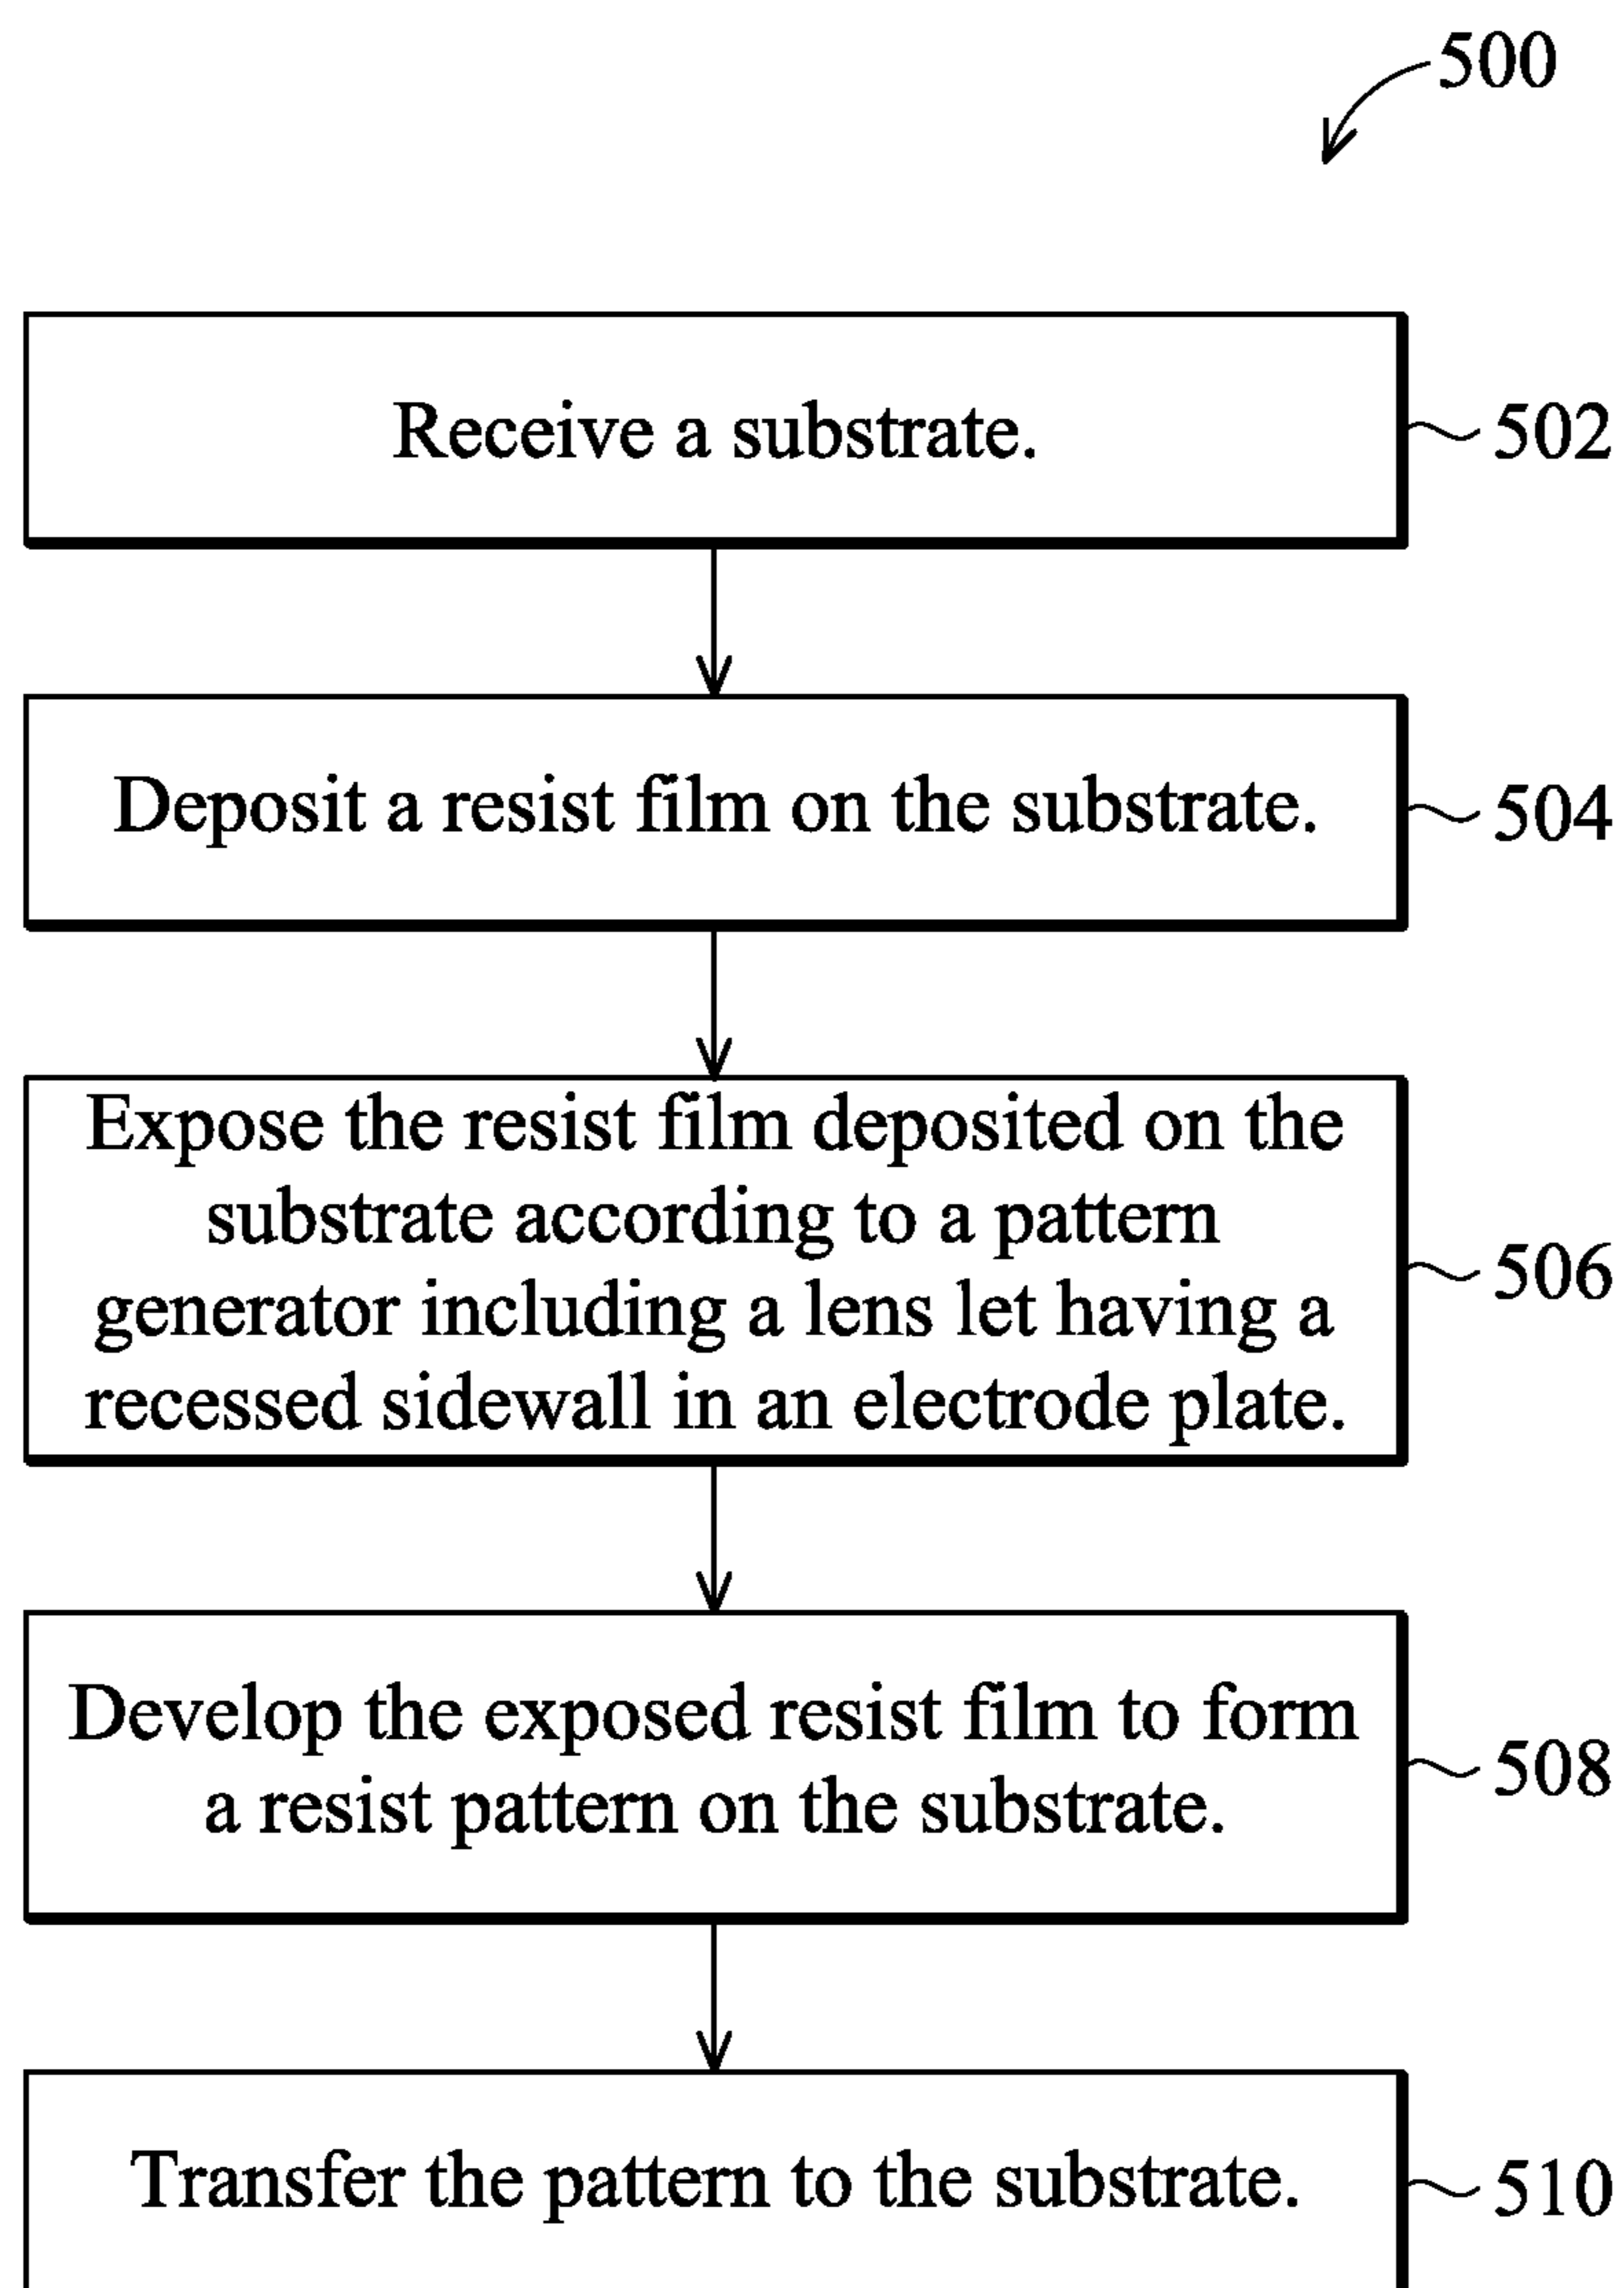 500
Receive a substrate.
502
Deposit a resist film on the substrate.
504
Expose the resist film deposited on the
substrate according to a pattern
generator including a lens let having a
recessed sidewall in an electrode plate.
506
Develop the exposed resist film to form
a resist pattern on the substrate.
508
Transfer the pattern to the substrate.
510